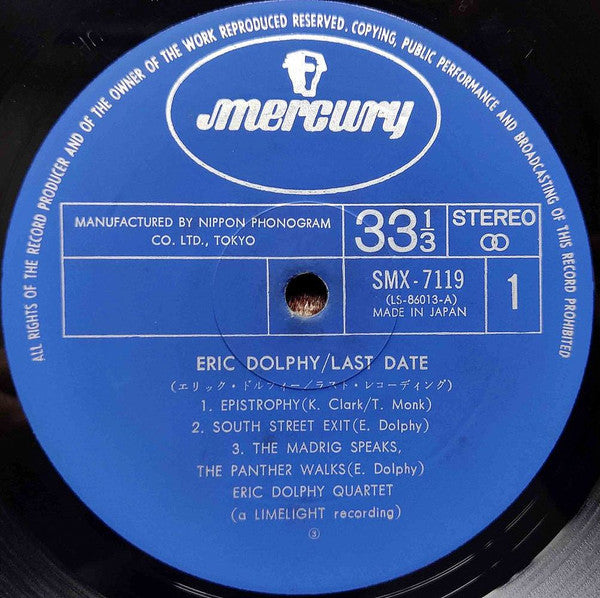 ALL RIGHTS OF THE RECORD PRODUCER AND OF THE OWNER OF THE WORK REPRODUCED RESERVED. COPYING, PUBLIC PERFORMANCE AND BROADCASTING OF THIS RECORD PROHIBITED
mercury
MANUFACTURED BY NIPPON PHONOGRAM
CO. LTD., TOKYO
33 1/3
STEREO
SMX-7119
(LS-86013-A)
MADE IN JAPAN
1
ERIC DOLPHY/LAST DATE
(エリック・ドルフィー/ラスト・レコーディング)
1. EPISTROPHY(K. Clark/T. Monk)
2. SOUTH STREET EXIT(E. Dolphy)
3. THE MADRIG SPEAKS,
THE PANTHER WALKS(E. Dolphy)
ERIC DOLPHY QUARTET
(a LIMELIGHT recording)
③